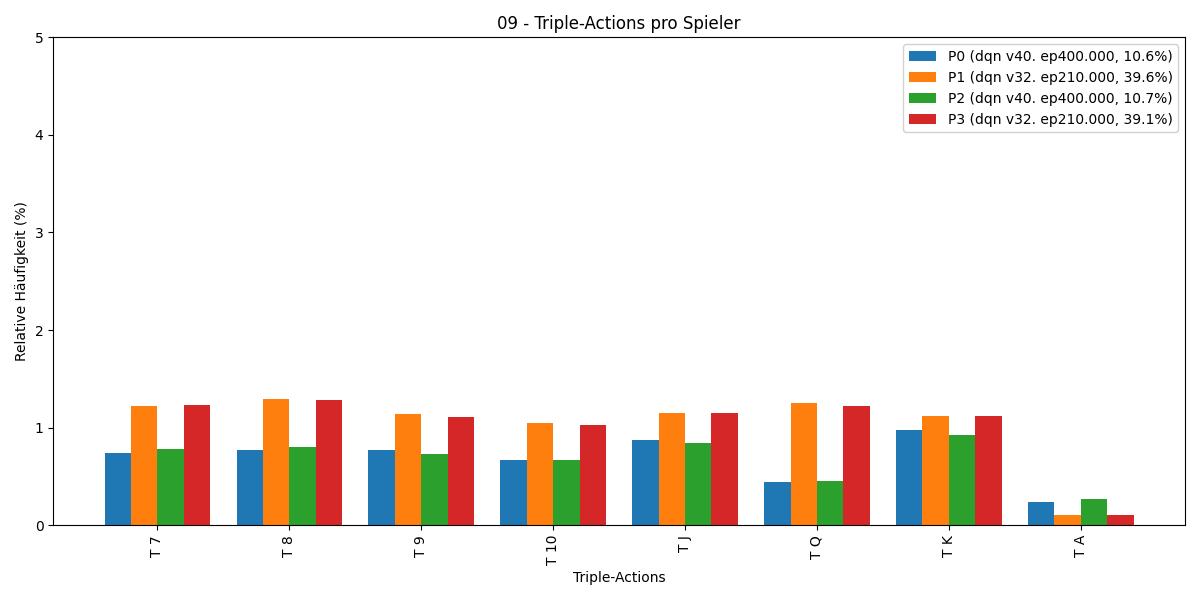 09 - Triple-Actions pro Spieler
P0 (dqn v40. ep400.000, 10.6%)
P1 (dqn v32. ep210.000, 39.6%)
P2 (dqn v40. ep400.000, 10.7%)
P3 (dqn v32. ep210.000, 39.1%)
Relative Häufigkeit (%)
5
4
3
2
1
0
T 7
T 8
T 9
T 10
T J
T Q
T K
T A
Triple-Actions